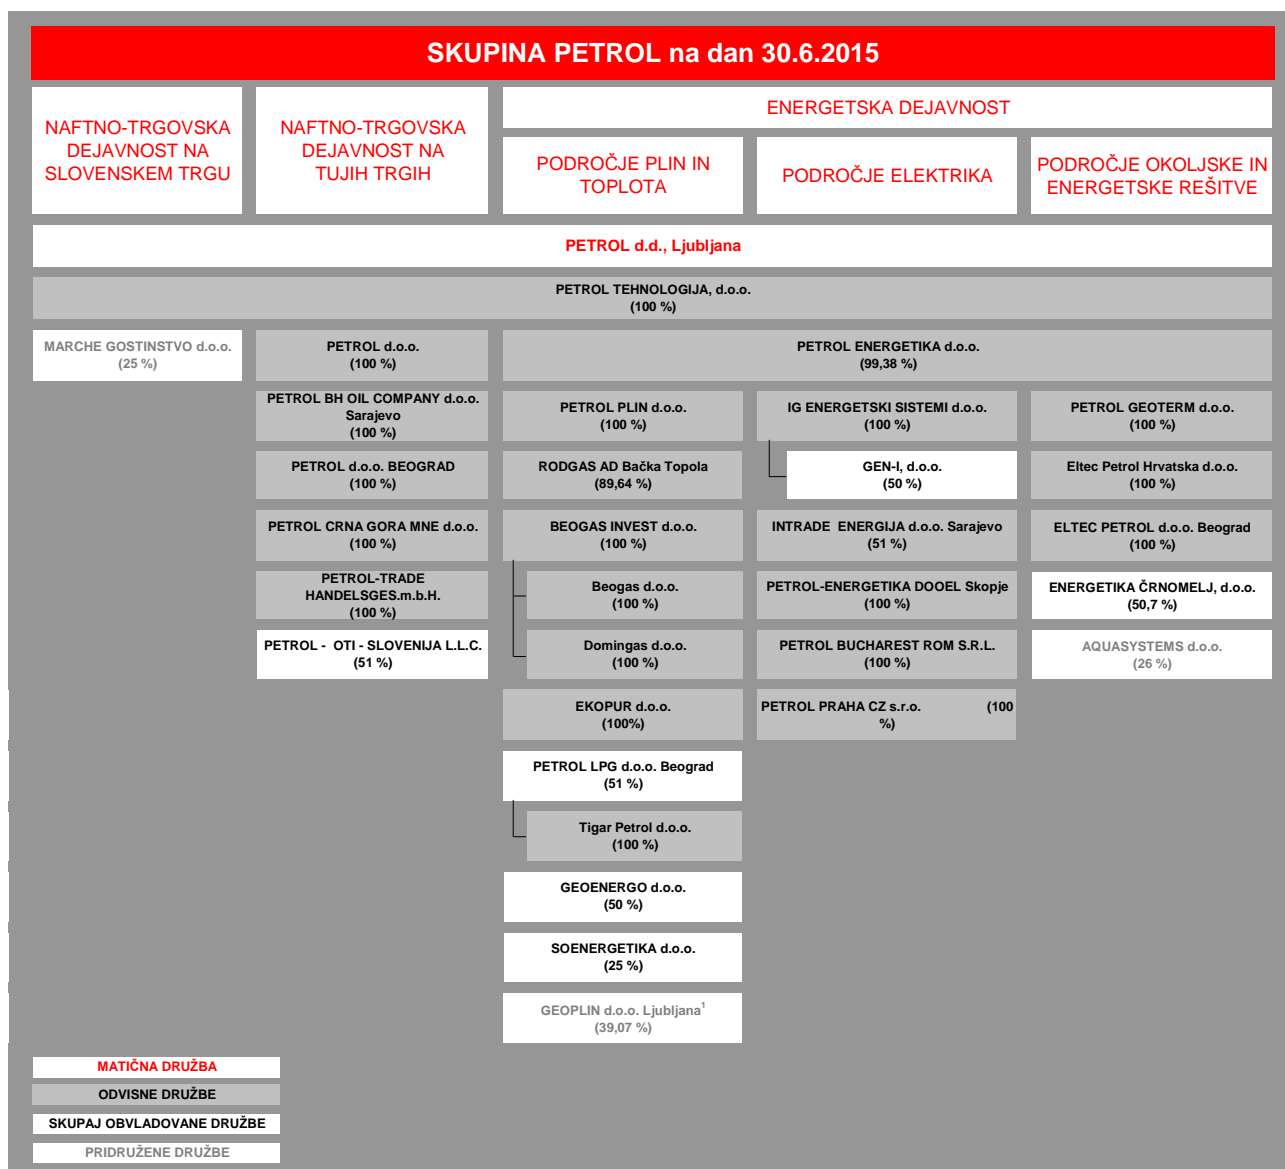 SKUPINA PETROL na dan 30.6.2015
NAFTNO-TRGOVSKA
DEJAVNOST NA
SLOVENSKEM TRGU
NAFTNO-TRGOVSKA
DEJAVNOST NA
TUJIH TRGIH
ENERGETSKA DEJAVNOST
PODROČJE PLIN IN
TOPLOTA
PODROČJE ELEKTRIKA
PODROČJE OKOLJSKE IN
ENERGETSKE REŠITVE
PETROL d.d., Ljubljana
PETROL TEHNOLOGIJA, d.o.o.
(100 %)
MARCHE GOSTINSTVO d.o.o.
(25 %)
PETROL d.o.o.
(100 %)
PETROL BH OIL COMPANY d.o.o.
Sarajevo
(100 %)
PETROL d.o.o. BEOGRAD
(100 %)
PETROL CRNA GORA MNE d.o.o.
(100 %)
PETROL-TRADE
HANDELSGES.m.b.H.
(100 %)
PETROL - OTI - SLOVENIJA L.L.C.
(51 %)
PETROL ENERGETIKA d.o.o.
(99,38 %)
PETROL PLIN d.o.o.
(100 %)
RODGAS AD Bačka Topola
(89,64 %)
BEOGAS INVEST d.o.o.
(100 %)
Beogas d.o.o.
(100 %)
Domingas d.o.o.
(100 %)
EKOPUR d.o.o.
(100%)
PETROL LPG d.o.o. Beograd
(51 %)
Tigar Petrol d.o.o.
(100 %)
GEOENERGO d.o.o.
(50 %)
SOENERGETIKA d.o.o.
(25 %)
GEOPLIN d.o.o. Ljubljana1
(39,07 %)
IG ENERGETSKI SISTEMI d.o.o.
(100 %)
GEN-I, d.o.o.
(50 %)
INTRADE ENERGIJA d.o.o. Sarajevo
(51 %)
PETROL-ENERGETIKA DOOEL Skopje
(100 %)
PETROL BUCHAREST ROM S.R.L.
(100 %)
PETROL PRAHA CZ s.r.o. (100
%)
PETROL GEOTERM d.o.o.
(100 %)
Eltec Petrol Hrvatska d.o.o.
(100 %)
ELTEC PETROL d.o.o. Beograd
(100 %)
ENERGETIKA ČRNOMELJ, d.o.o.
(50,7 %)
AQUASYSTEMS d.o.o.
(26 %)
MATIČNA DRUŽBA
ODVISNE DRUŽBE
SKUPAJ OBVLADOVANE DRUŽBE
PRIDRUŽENE DRUŽBE